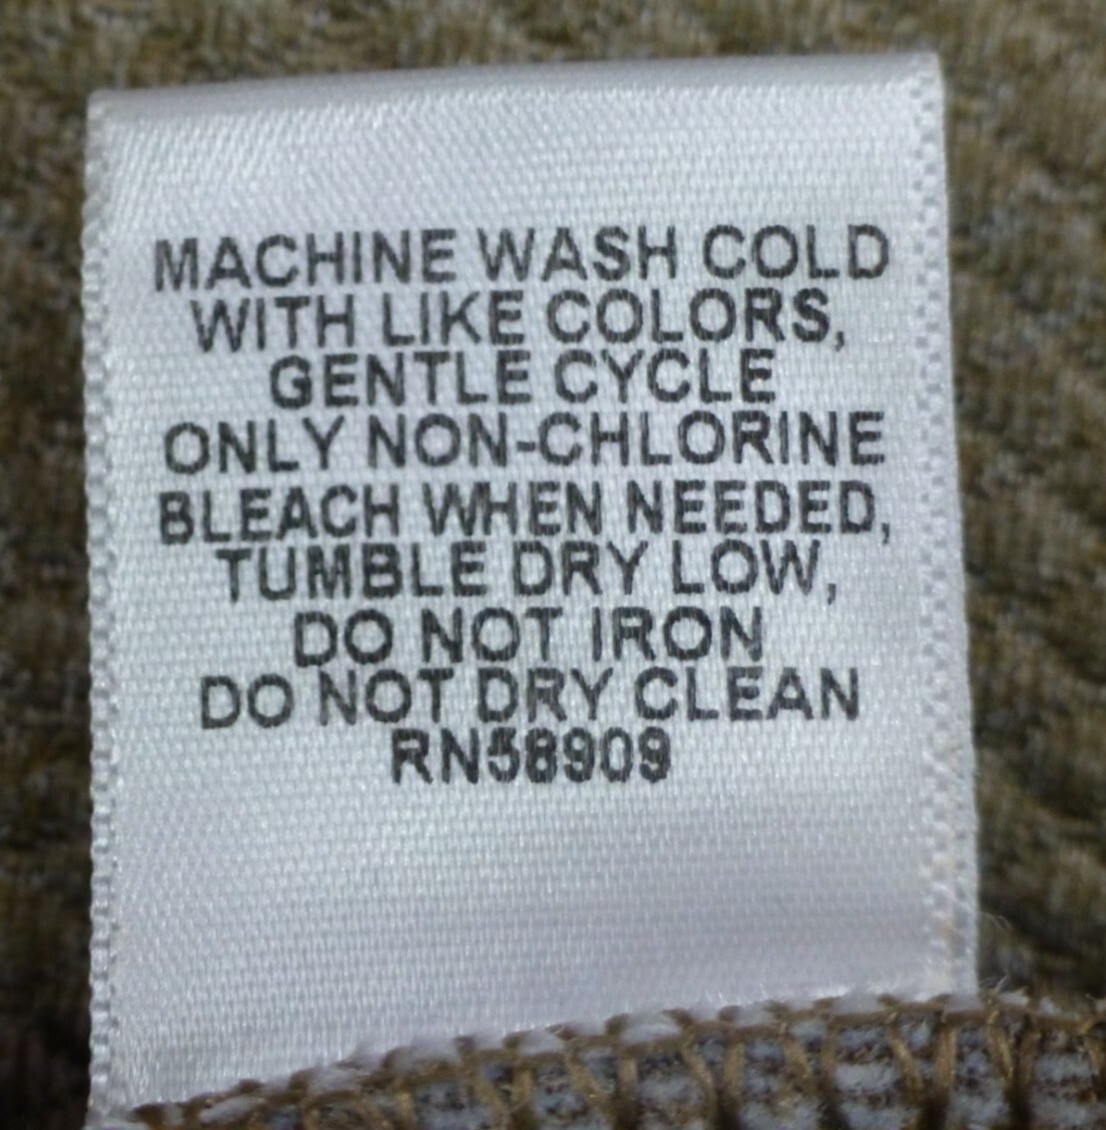 MACHINE WASH COLD
WITH LIKE COLORS,
GENTLE CYCLE
ONLY NON-CHLORINE
BLEACH WHEN NEEDED,
TUMBLE DRY LOW,
DO NOT IRON
DO NOT DRY CLEAN
RN58909